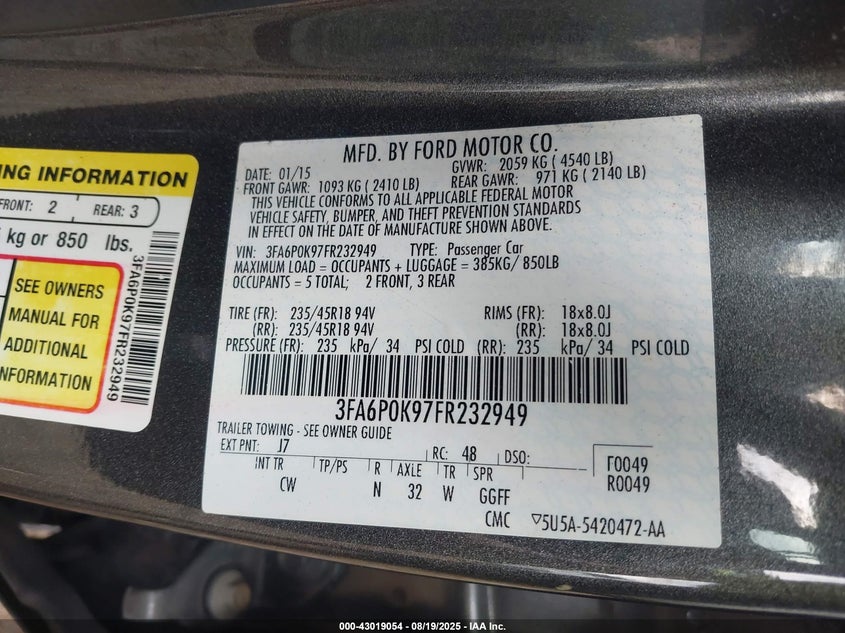 NG INFORMATION
FRONT: 2 REAR: 3
kg or 850 lbs.
SEE OWNERS
MANUAL FOR
ADDITIONAL
INFORMATION
3FA6P0K97FR232949
MFD. BY FORD MOTOR CO.
DATE: 01/15 GVWR: 2059 KG ( 4540 LB)
FRONT GAWR: 1093 KG ( 2410 LB) REAR GAWR: 971 KG ( 2140 LB)
THIS VEHICLE CONFORMS TO ALL APPLICABLE FEDERAL MOTOR
VEHICLE SAFETY, BUMPER, AND THEFT PREVENTION STANDARDS
IN EFFECT ON THE DATE OF MANUFACTURE SHOWN ABOVE.
VIN: 3FA6P0K97FR232949 TYPE: Passenger Car
MAXIMUM LOAD = OCCUPANTS + LUGGAGE = 385KG/ 850LB
OCCUPANTS = 5 TOTAL; 2 FRONT, 3 REAR
TIRE (FR): 235/45R18 94V RIMS (FR): 18x8.0J
(RR): 235/45R18 94V (RR): 18x8.0J
PRESSURE (FR): 235 kPa/ 34 PSI COLD (RR): 235 kPa/ 34 PSI COLD
3FA6P0K97FR232949
TRAILER TOWING - SEE OWNER GUIDE
EXT PNT: J7 RC: 48 DSO:
F0049
R0049
INT TR TP/PS R AXLE TR SPR
CW N 32 W GGFF
CMC ▽5U5A-5420472-AA
000-43019054 - 08/19/2025 - IAA Inc.